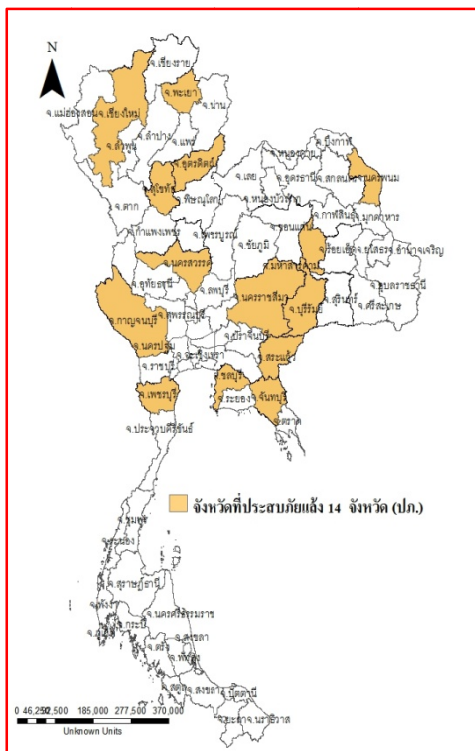 N
จ.เชียงราย
จ.พะเยา
จ.น่าน
จ.แม่ฮ่องสอน
จ.เชียงใหม่
จ.ลำปาง
จ.แพร่
จ.ลำพูน
จ.อุตรดิตถ์
จ.สุโขทัย
จ.ตาก
จ.พิษณุโลก
จ.เลย
จ.อุดรธานี
จ.สกลนคร
จ.นครพนม
จ.บึงกาฬ
จ.กำแพงเพชร
จ.เพชรบูรณ์
จ.ขอนแก่น
จ.กาฬสินธุ์
จ.มุกดาหาร
จ.ชัยภูมิ
จ.มหาสารคาม
จ.ร้อยเอ็ด
จ.ยโสธร
จ.อำนาจเจริญ
จ.นครสวรรค์
จ.อุทัยธานี
จ.ลพบุรี
จ.นครราชสีมา
จ.บุรีรัมย์
จ.สุรินทร์
จ.ศรีสะเกษ
จ.อุบลราชธานี
จ.กาญจนบุรี
จ.สุพรรณบุรี
จ.นครปฐม
จ.ปราจีนบุรี
จ.ฉะเชิงเทรา
จ.สระแก้ว
จ.ราชบุรี
จ.ชลบุรี
จ.เพชรบุรี
จ.ระยอง
จ.จันทบุรี
จ.ตราด
จ.ประจวบคีรีขันธ์
จังหวัดที่ประสบภัยแล้ง 14 จังหวัด (ปภ.)
จ.ชุมพร
จ.ระนอง
จ.สุราษฎ์ธานี
จ.พังงา
จ.นครศรีธรรมราช
จ.กระบี่
จ.ตรัง
จ.พัทลุง
จ.สงขลา
จ.สตูล
จ.สงขลา
จ.ปัตตานี
จ.ยะลา
จ.นราธิวาส
0 46,250 92,500 185,000 277,500 370,000
Unknown Units